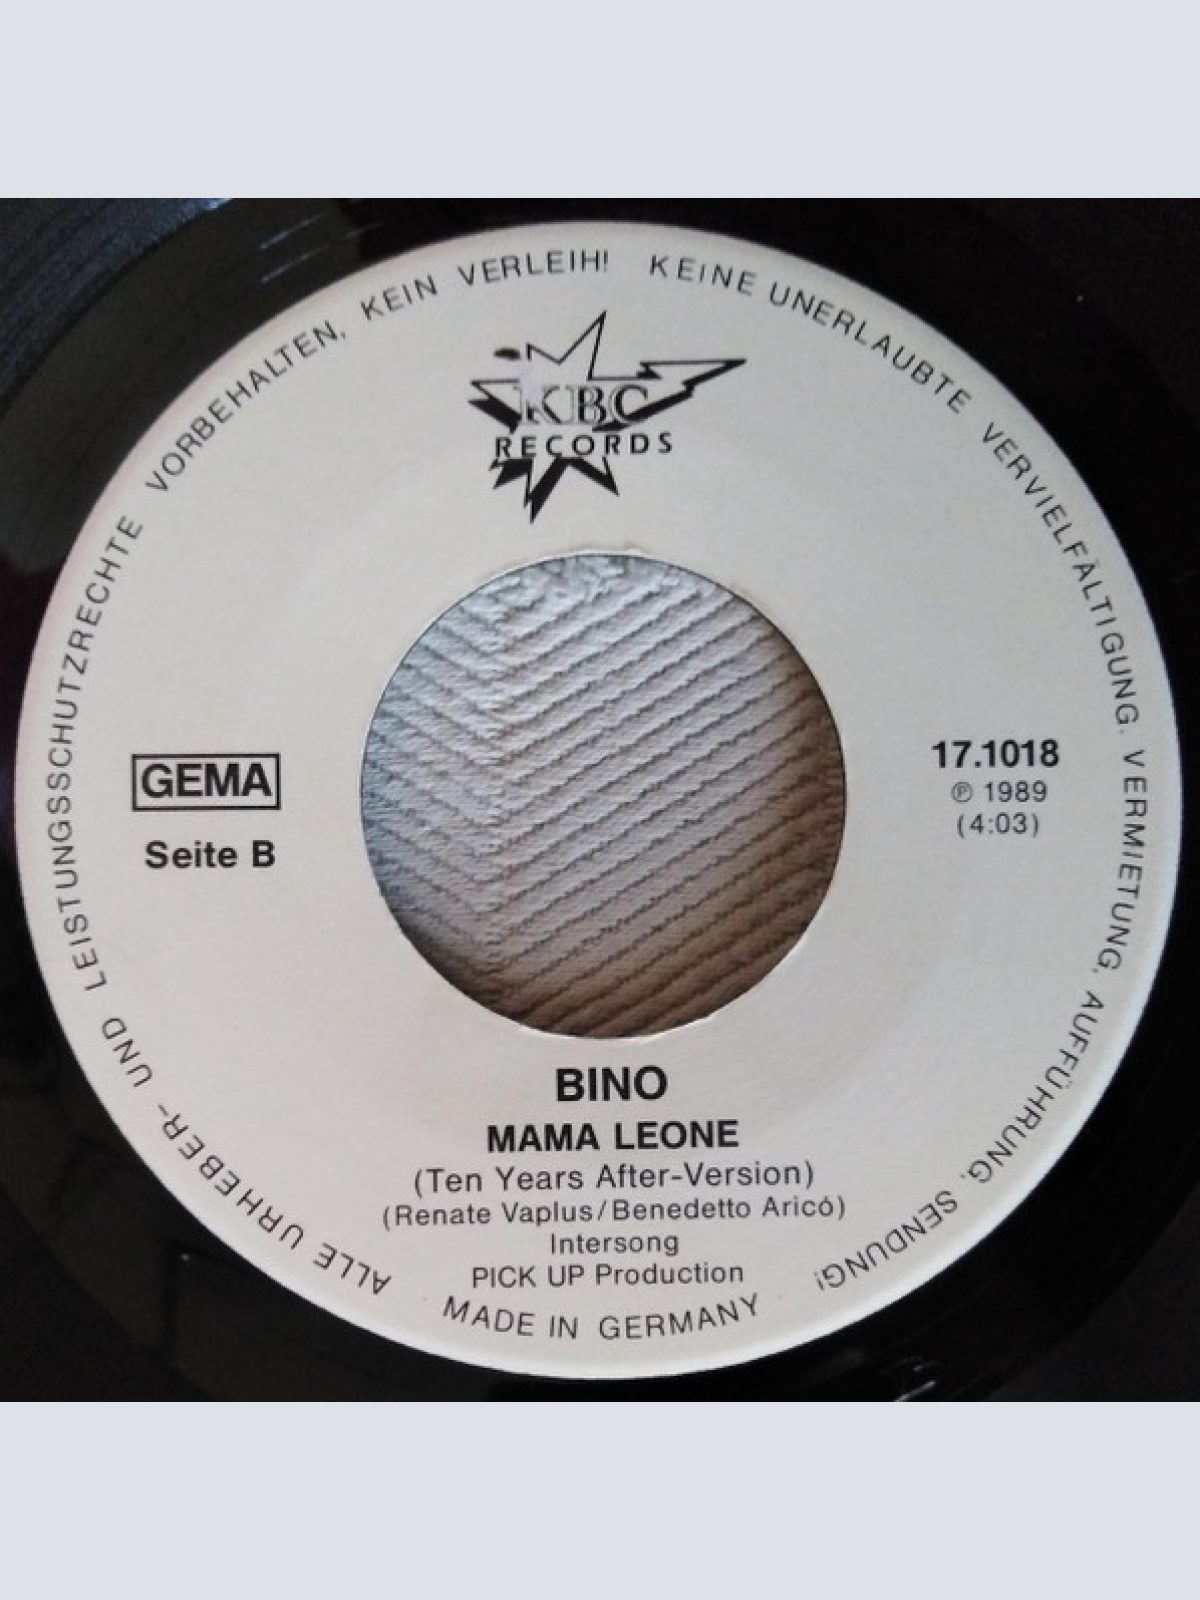 ALLE URHEBER- UND LEISTUNGSSCHUTZRECHTE VORBEHALTEN, KEIN VERLEIH! KEINE UNERLAUBTE VERVIELFÄLTIGUNG, VERMIETUNG, AUFFÜHRUNG, SENDUNG!
KBC
RECORDS
GEMA
Seite B
17.1018
℗ 1989
(4:03)
BINO
MAMA LEONE
(Ten Years After-Version)
(Renate Vaplus/Benedetto Aricó)
Intersong
PICK UP Production
MADE IN GERMANY